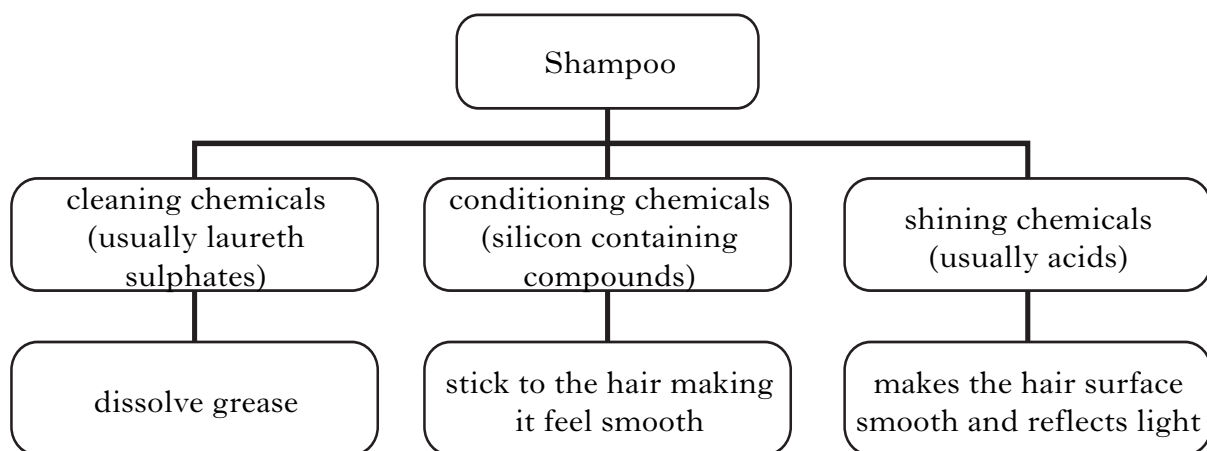 Shampoo
cleaning chemicals
(usually laureth
sulphates)
conditioning chemicals
(silicon containing
compounds)
shining chemicals
(usually acids)
dissolve grease
stick to the hair making
it feel smooth
makes the hair surface
smooth and reflects light